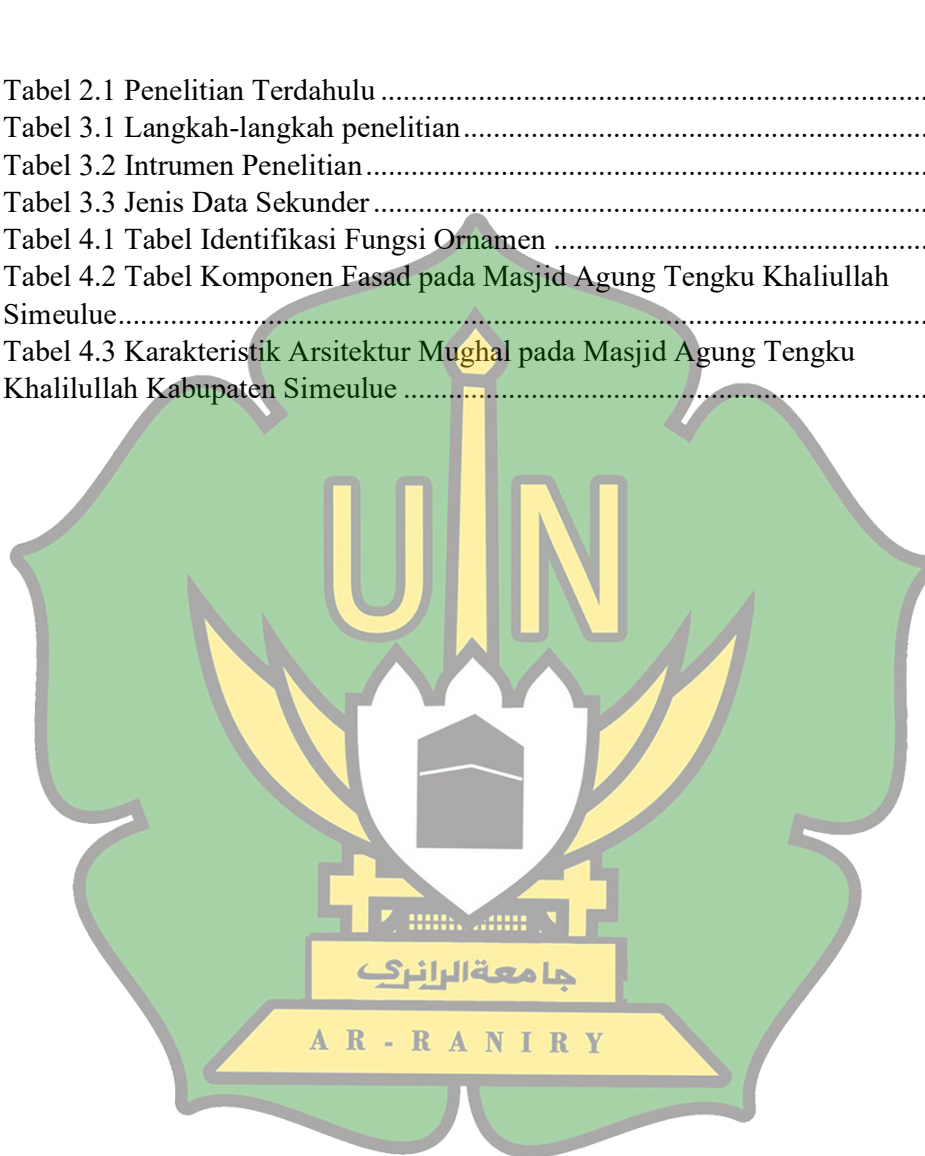 Tabel 2.1 Penelitian Terdahulu ..........................................................................
Tabel 3.1 Langkah-langkah penelitian..............................................................
Tabel 3.2 Intrumen Penelitian...........................................................................
Tabel 3.3 Jenis Data Sekunder..........................................................................
Tabel 4.1 Tabel Identifikasi Fungsi Ornamen ..................................................
Tabel 4.2 Tabel Komponen Fasad pada Masjid Agung Tengku Khaliullah
Simeulue............................................................................................................
Tabel 4.3 Karakteristik Arsitektur Mughal pada Masjid Agung Tengku
Khalilullah Kabupaten Simeulue ......................................................................
U I N
جامعة الرانري
AR-RANIRY